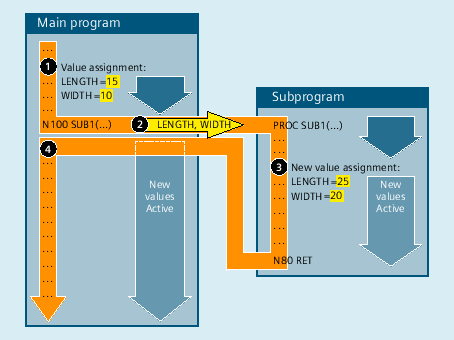 Main program
...
1 Value assignment:
LENGTH =15
WIDTH =10
...
...
N100 SUB1(...)
2 LENGTH, WIDTH
4
...
...
...
...
...
...
...
...
...
New
values
Active
Subprogram
PROC SUB1(...)
...
...
3 New value assignment:
LENGTH =25
WIDTH =20
...
...
...
...
N80 RET
New
values
Active